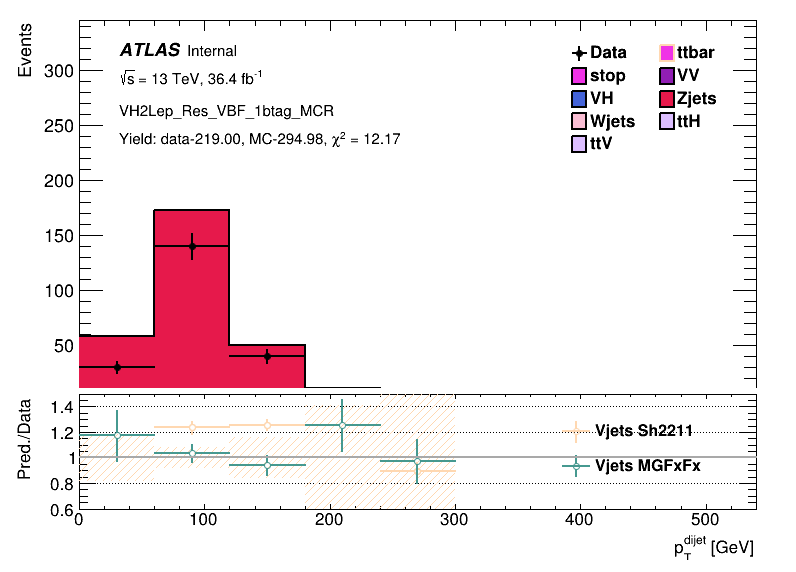 Events
350
300
250
200
150
100
50
ATLAS Internal
√s = 13 TeV, 36.4 fb⁻¹
VH2Lep_Res_VBF_1btag_MCR
Yield: data-219.00, MC-294.98, χ² = 12.17
Data
ttbar
stop
VV
VH
Zjets
Wjets
ttH
ttV
Pred./Data
1.4
1.2
1
0.8
0.6
Vjets Sh2211
Vjets MGFxFx
0 100 200 300 400 500
p_T^dijet [GeV]